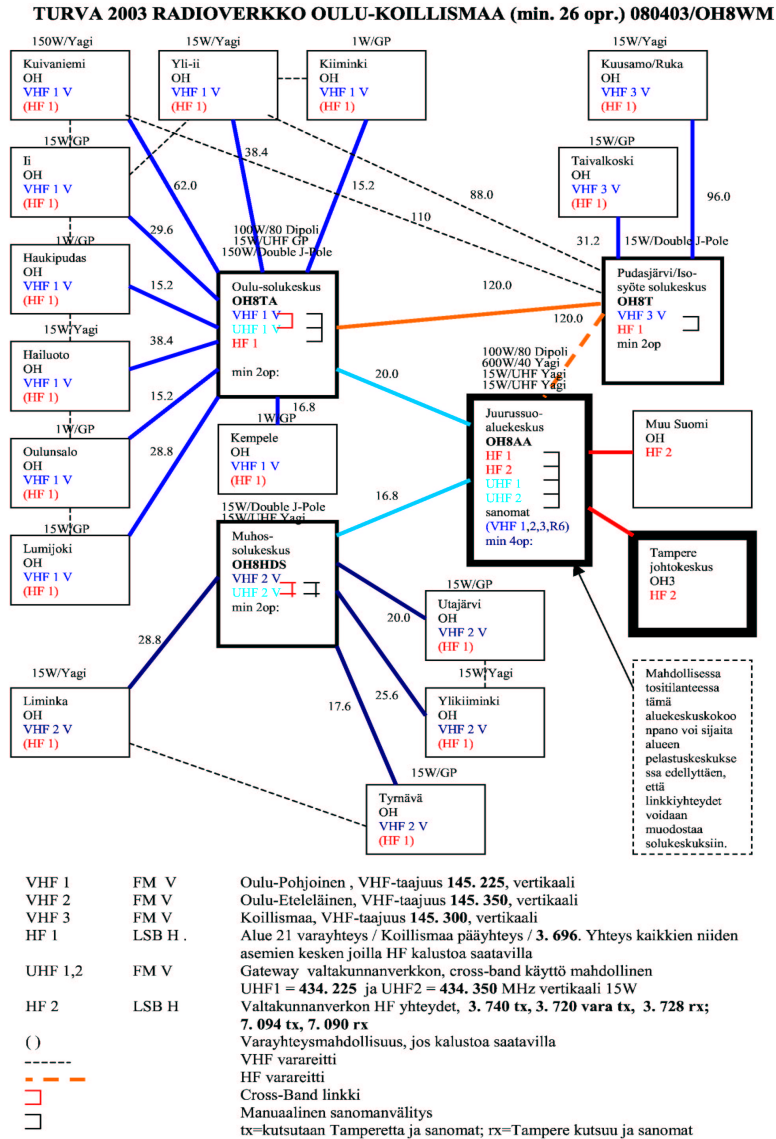 TURVA 2003 RADIOVERKKO OULU-KOILLISMAA (min. 26 opr.) 080403/OH8WM
150W/Yagi
Kuivaniemi
OH
VHF 1 V
(HF 1)
15W/Yagi
Yli-ii
OH
VHF 1 V
(HF 1)
1W/GP
Kiiminki
OH
VHF 1 V
(HF 1)
15W/Yagi
Kuusamo/Ruka
OH
VHF 3 V
(HF 1)
15W/GP
Ii
OH
VHF 1 V
(HF 1)
15W/GP
Taivalkoski
OH
VHF 3 V
(HF 1)
38.4
62.0
15.2
88.0
110
96.0
31.2
29.6
1W/GP
Haukipudas
OH
VHF 1 V
(HF 1)
15.2
100W/80 Dipoli
15W/UHF GP
150W/Double J-Pole
Oulu-solukeskus
OH8TA
VHF 1 V
UHF 1 V
HF 1
min 2op:
15W/Double J-Pole
Pudasjärvi/Iso-
syöte solukeskus
OH8T
VHF 3 V
HF 1
min 2op
120.0
120.0
15W/Yagi
Hailuoto
OH
VHF 1 V
(HF 1)
38.4
15.2
20.0
100W/80 Dipoli
600W/40 Yagi
15W/UHF Yagi
15W/UHF Yagi
Juurussuo-
aluekeskus
OH8AA
HF 1
HF 2
UHF 1
UHF 2
sanomat
(VHF 1,2,3,R6)
min 4op:
Muu Suomi
OH
HF 2
1W/GP
Oulunsalo
OH
VHF 1 V
(HF 1)
28.8
16.8
1W/GP
Kempele
OH
VHF 1 V
(HF 1)
16.8
15W/GP
Lumijoki
OH
VHF 1 V
(HF 1)
15W/Double J-Pole
15W/UHF Yagi
Muhos-
solukeskus
OH8HDS
VHF 2 V
UHF 2 V
min 2op:
Tampere
johtokeskus
OH3
HF 2
15W/GP
Utajärvi
OH
VHF 2 V
(HF 1)
20.0
28.8
25.6
17.6
15W/Yagi
Liminka
OH
VHF 2 V
(HF 1)
15W/Yagi
Ylikiiminki
OH
VHF 2 V
(HF 1)
Mahdollisessa
tositilanteessa
tämä
aluekeskuskokoo
npano voi sijaita
alueen
pelastuskeskukse
ssa edellyttäen,
että
linkkiyhteydet
voidaan
muodostaa
solukeskuksiin.
15W/GP
Tyrnävä
OH
VHF 2 V
(HF 1)
VHF 1 FM V Oulu-Pohjoinen , VHF-taajuus 145. 225, vertikaali
VHF 2 FM V Oulu-Eteleläinen, VHF-taajuus 145. 350, vertikaali
VHF 3 FM V Koillismaa, VHF-taajuus 145. 300, vertikaali
HF 1 LSB H . Alue 21 varayhteys / Koillismaa pääyhteys / 3. 696. Yhteys kaikkien niiden
asemien kesken joilla HF kalustoa saatavilla
UHF 1,2 FM V Gateway valtakunnanverkkon, cross-band käyttö mahdollinen
UHF1 = 434. 225 ja UHF2 = 434. 350 MHz vertikaali 15W
HF 2 LSB H Valtakunnanverkon HF yhteydet, 3. 740 tx, 3. 720 vara tx, 3. 728 rx;
7. 094 tx, 7. 090 rx
( ) Varayhteysmahdollisuus, jos kalustoa saatavilla
VHF varareitti
HF varareitti
Cross-Band linkki
Manuaalinen sanomanvälitys
tx=kutsutaan Tamperetta ja sanomat; rx=Tampere kutsuu ja sanomat